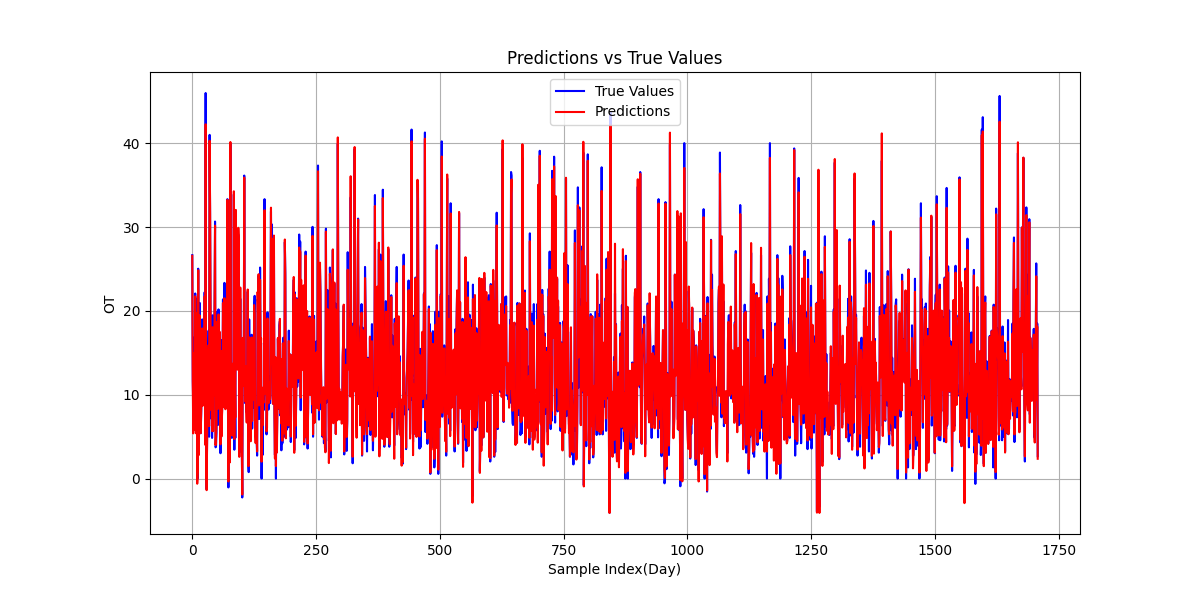 Predictions vs True Values
True Values
Predictions
OT
40
30
20
10
0
0 250 500 750 1000 1250 1500 1750
Sample Index(Day)